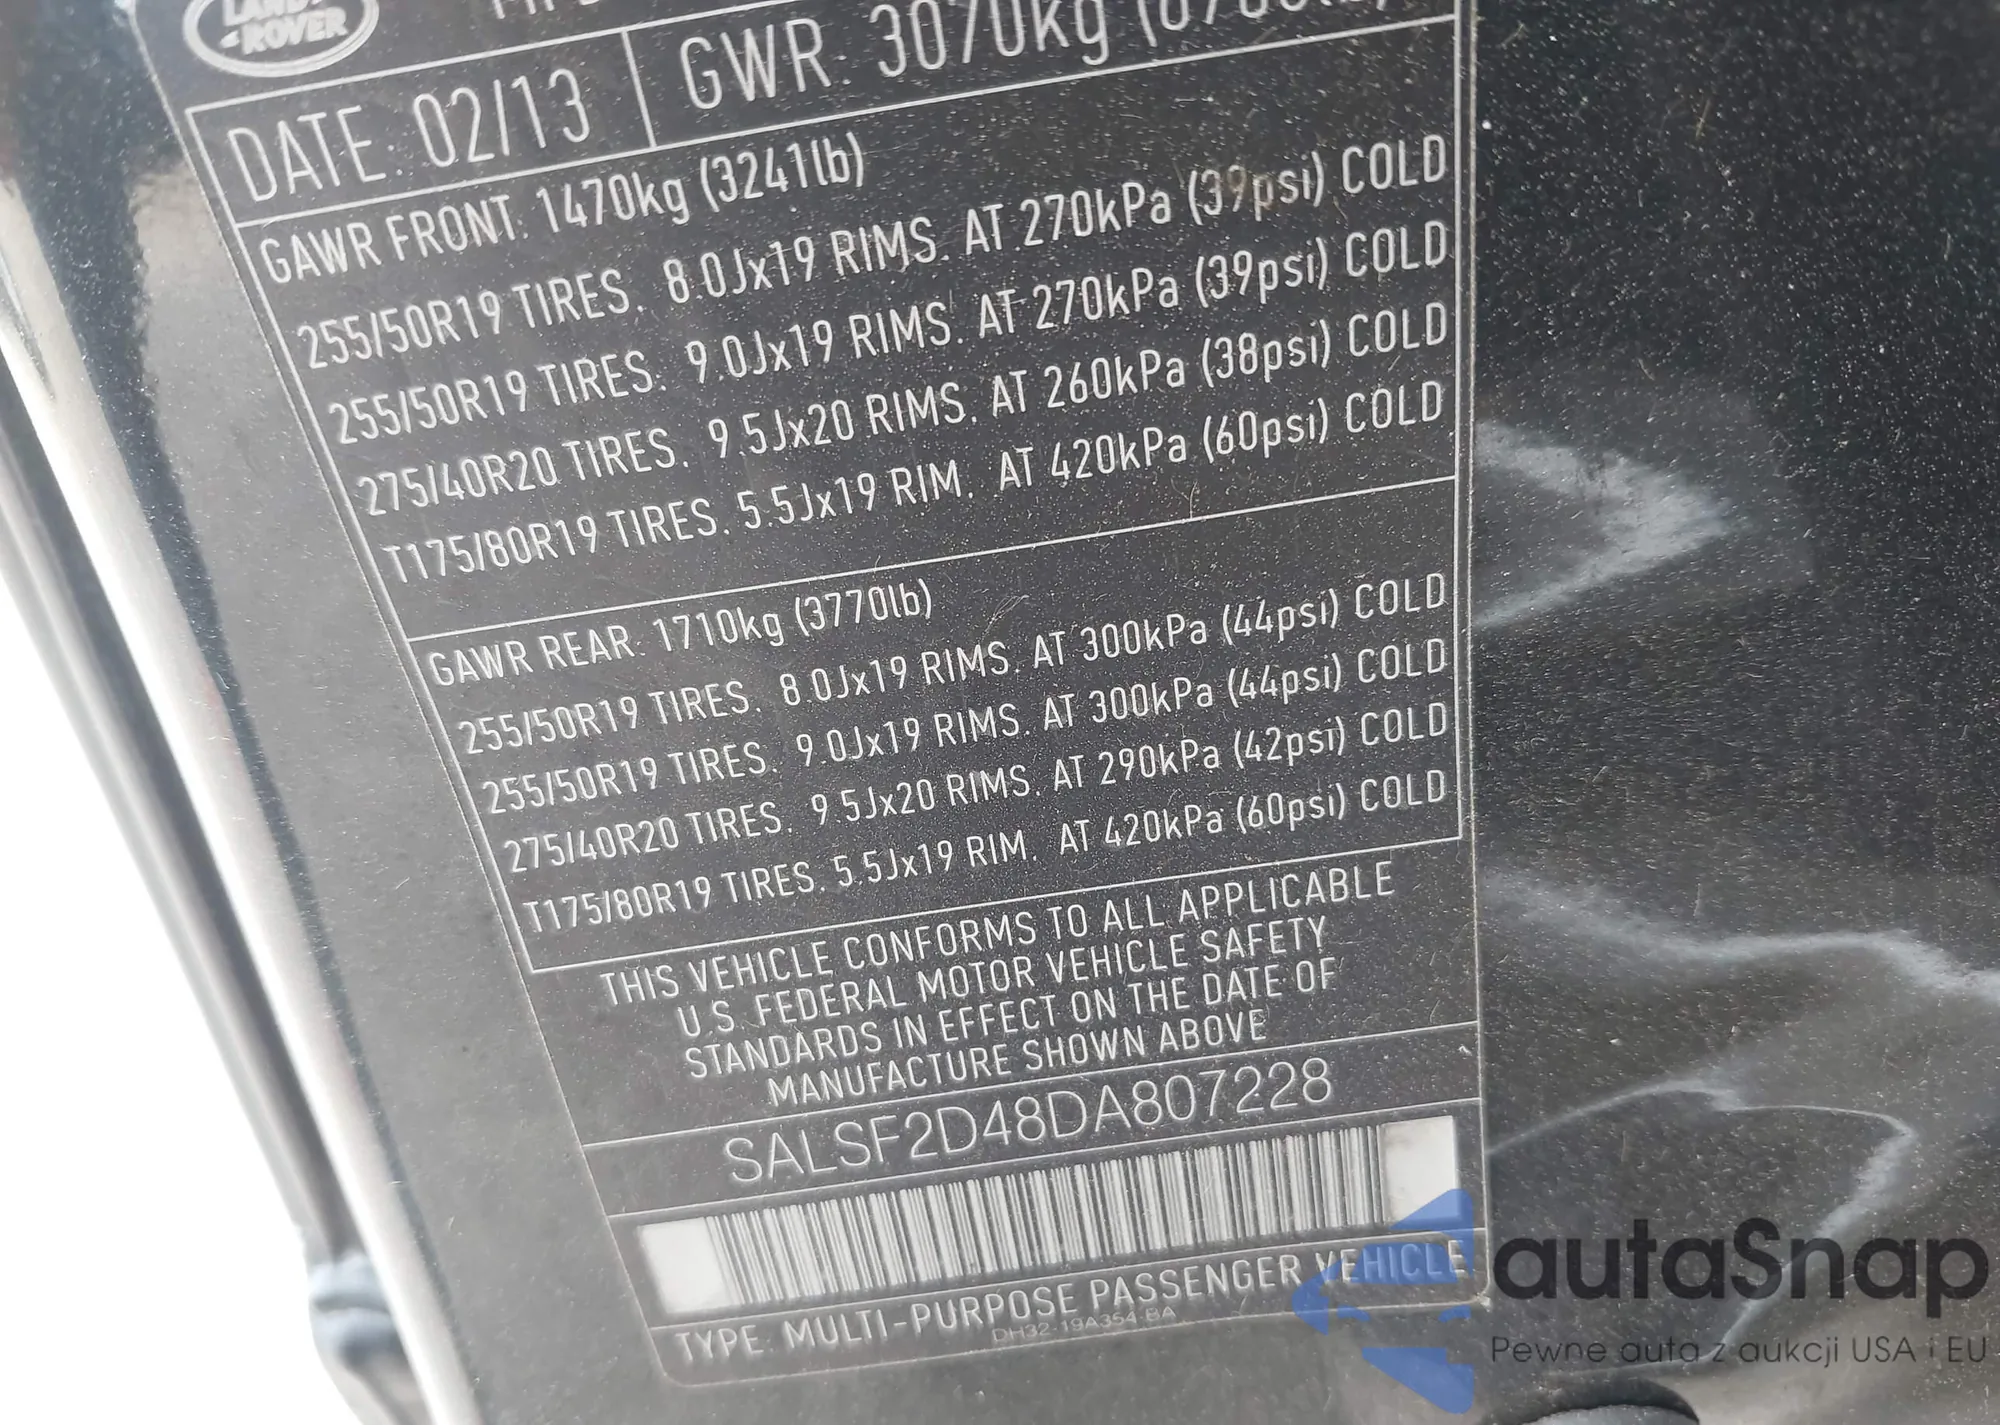 LAND
ROVER
DATE: 02/13
GWR: 3070kg
GAWR FRONT: 1470kg (3241lb)
255/50R19 TIRES. 8.0Jx19 RIMS. AT 270kPa (39psi) COLD
255/50R19 TIRES. 9.0Jx19 RIMS. AT 270kPa (39psi) COLD
275/40R20 TIRES. 9.5Jx20 RIMS. AT 260kPa (38psi) COLD
T175/80R19 TIRES. 5.5Jx19 RIM. AT 420kPa (60psi) COLD
GAWR REAR: 1710kg (3770lb)
255/50R19 TIRES. 8.0Jx19 RIMS. AT 300kPa (44psi) COLD
255/50R19 TIRES. 9.0Jx19 RIMS. AT 300kPa (44psi) COLD
275/40R20 TIRES. 9.5Jx20 RIMS. AT 290kPa (42psi) COLD
T175/80R19 TIRES. 5.5Jx19 RIM. AT 420kPa (60psi) COLD
THIS VEHICLE CONFORMS TO ALL APPLICABLE
U.S. FEDERAL MOTOR VEHICLE SAFETY
STANDARDS IN EFFECT ON THE DATE OF
MANUFACTURE SHOWN ABOVE
SALSF2D48DA807228
TYPE: MULTI-PURPOSE PASSENGER VEHICLE
DH32-19A354-BA
autaSnap
Pewne auta z aukcji USA i EU